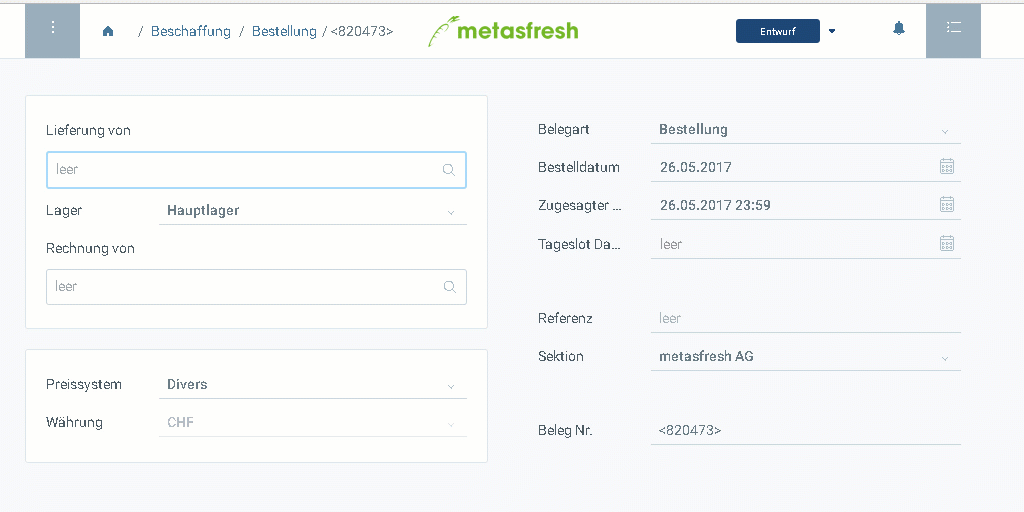 / Beschaffung / Bestellung / <820473>
metasfresh
Entwurf
Lieferung von
leer
Lager Hauptlager
Rechnung von
leer
Preissystem Divers
Währung CHF
Belegart Bestellung
Bestelldatum 26.05.2017
Zugesagter ... 26.05.2017 23:59
Tageslot Da... leer
Referenz leer
Sektion metasfresh AG
Beleg Nr. <820473>